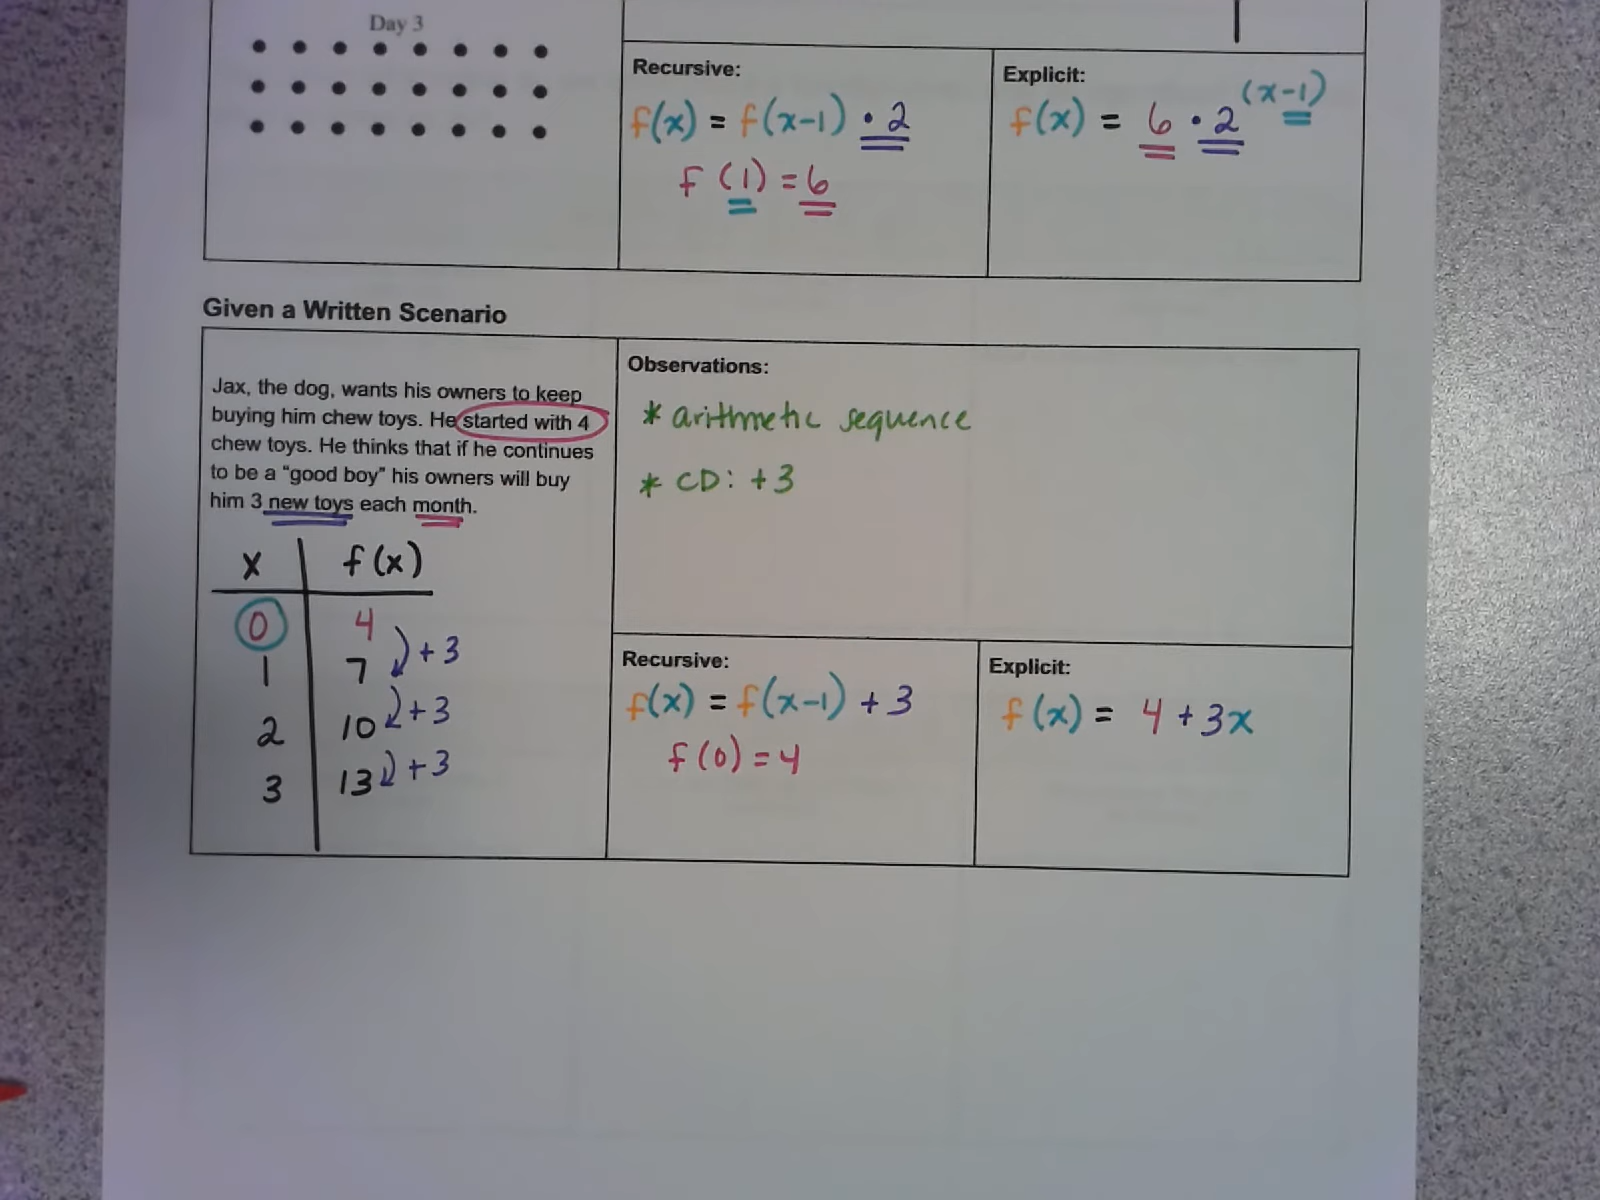 Day 3
Recursive:
f(x) = f(x-1) • 2
f (1) = 6
Explicit:
f(x) = 6 • 2^(x-1)
Given a Written Scenario
Jax, the dog, wants his owners to keep
buying him chew toys. He started with 4
chew toys. He thinks that if he continues
to be a “good boy” his owners will buy
him 3 new toys each month.
x f(x)
0 4
+3
1 7
+3
2 10
+3
3 13
Observations:
* arithmetic sequence
* CD: +3
Recursive:
f(x) = f(x-1) + 3
f(0) = 4
Explicit:
f(x) = 4 + 3x